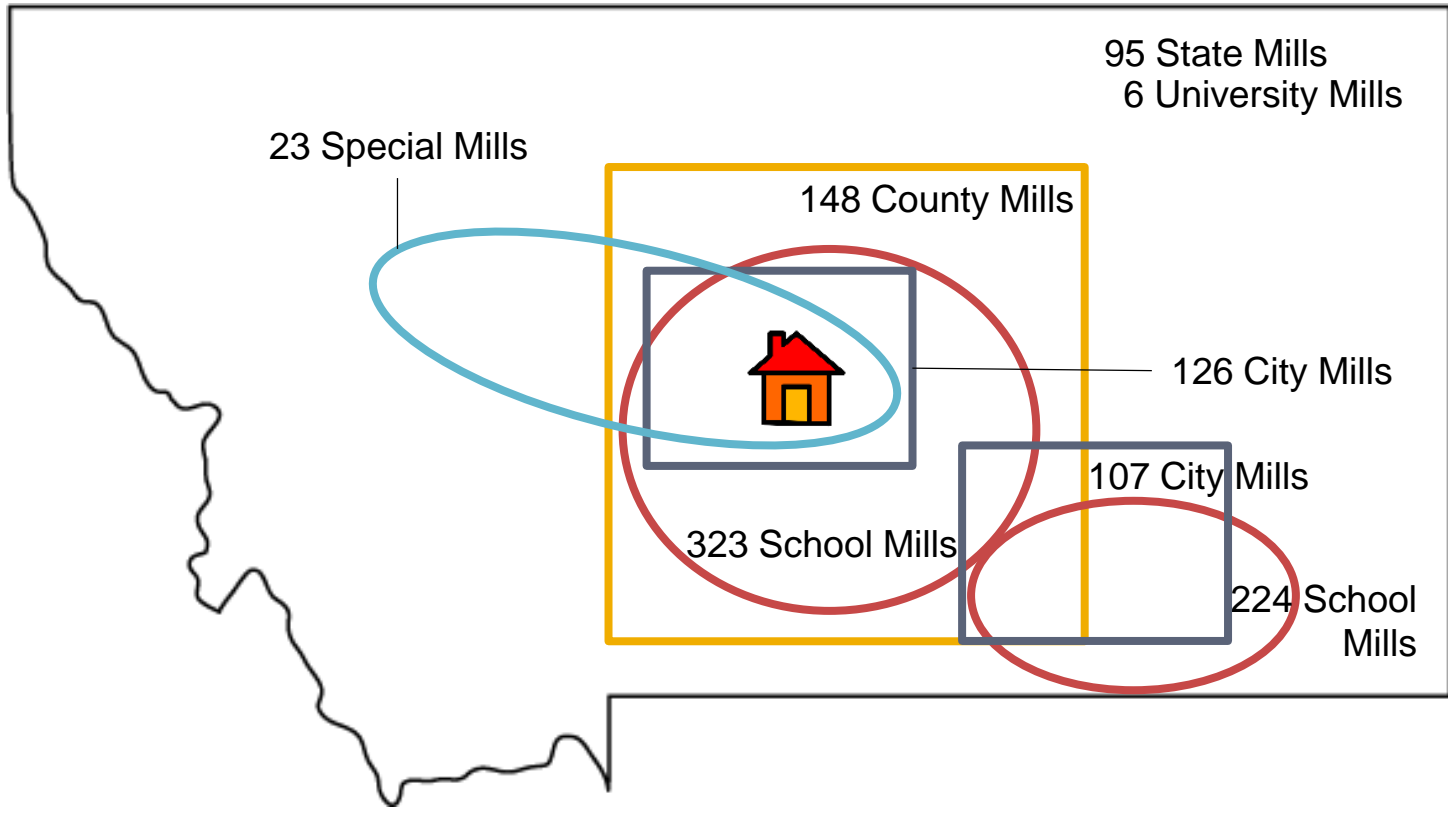 95 State Mills
6 University Mills
23 Special Mills
148 County Mills
126 City Mills
107 City Mills
323 School Mills
224 School
Mills